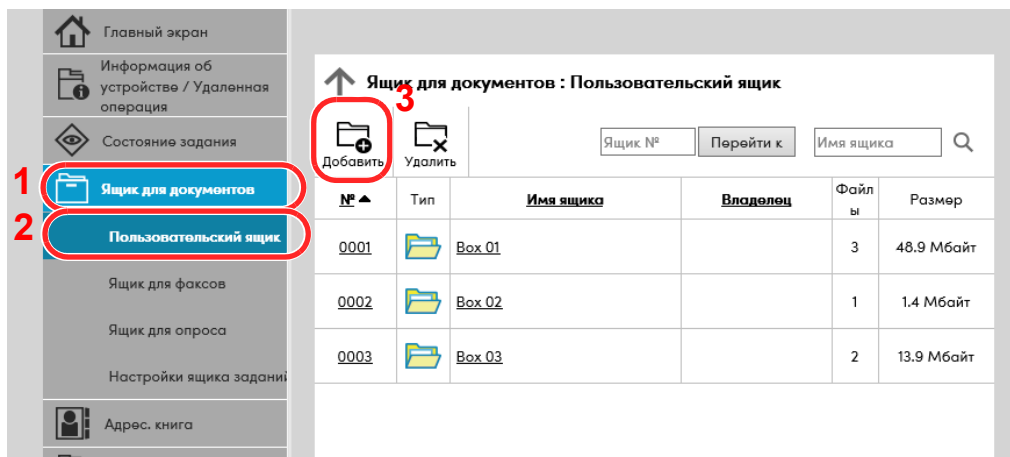 Главный экран
Информация об
устройстве / Удаленная
операция
Состояние задания
1
Ящик для документов
2
Пользовательский ящик
Ящик для факсов
Ящик для опроса
Настройки ящика заданий
Адрес. книга
Ящик для документов : Пользовательский ящик
3
Добавить Удалить Ящик № Перейти к Имя ящика
№ Тип Имя ящика Владелец Файл
ы Размер
0001 Box 01 3 48.9 Мбайт
0002 Box 02 1 1.4 Мбайт
0003 Box 03 2 13.9 Мбайт